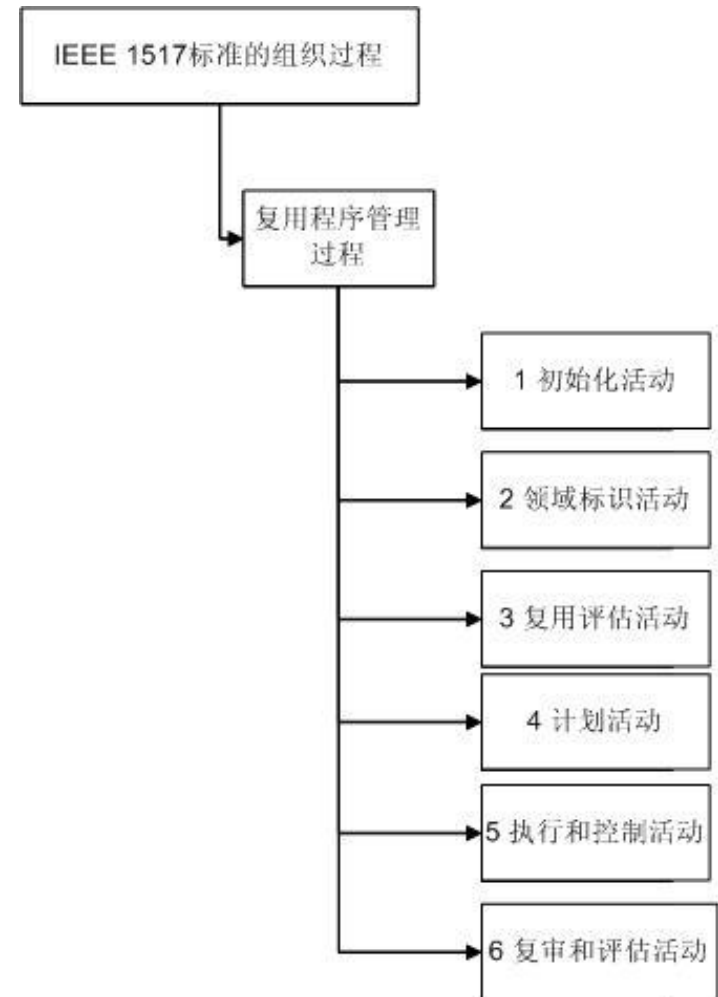 IEEE 1517标准的组织过程
复用程序管理
过程
1 初始化活动
2 领域标识活动
3 复用评估活动
4 计划活动
5 执行和控制活动
6 复审和评估活动